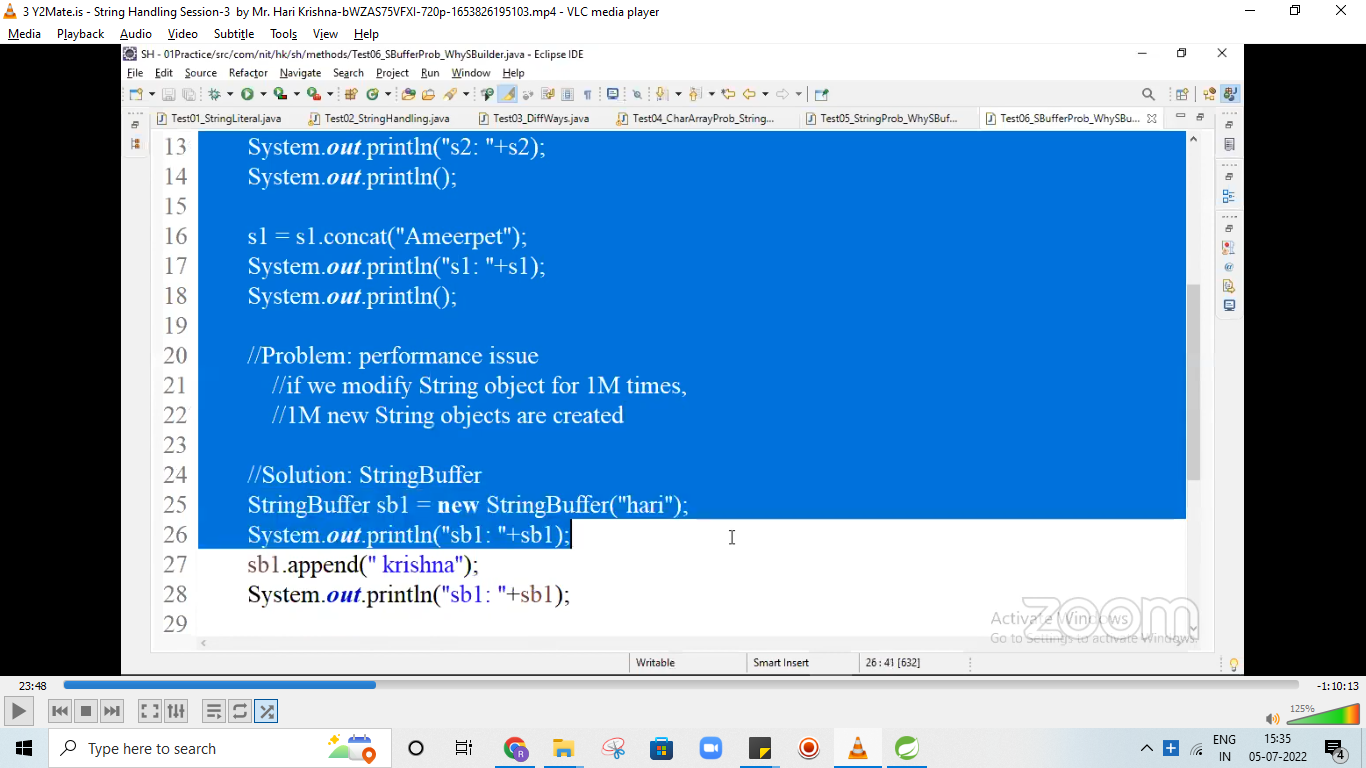 3 Y2Mate.is - String Handling Session-3  by Mr. Hari Krishna-bWZAS75VFXI-720p-1653826195103.mp4 - VLC media player
Media Playback Audio Video Subtitle Tools View Help
SH - 01Practice/src/com/nit/hk/sh/methods/Test06_SBufferProb_WhySBuilder.java - Eclipse IDE
File Edit Source Refactor Navigate Search Project Run Window Help
Test01_StringLiteral.java Test02_StringHandling.java Test03_DiffWays.java Test04_CharArrayProb_String... Test05_StringProb_WhySBuf... Test06_SBufferProb_WhySBu...
13 System.out.println("s2: "+s2);
14 System.out.println();
15
16 s1 = s1.concat("Ameerpet");
17 System.out.println("s1: "+s1);
18 System.out.println();
19
20 //Problem: performance issue
21 //if we modify String object for 1M times,
22 //1M new String objects are created
23
24 //Solution: StringBuffer
25 StringBuffer sb1 = new StringBuffer("hari");
26 System.out.println("sb1: "+sb1);
27 sb1.append(" krishna");
28 System.out.println("sb1: "+sb1);
29
zoom
Activate Windows
Go to Settings to activate Windows.
Writable Smart Insert 26 : 41 [632]
23:48 -1:10:13
125%
Type here to search
ENG 15:35
IN 05-07-2022 4